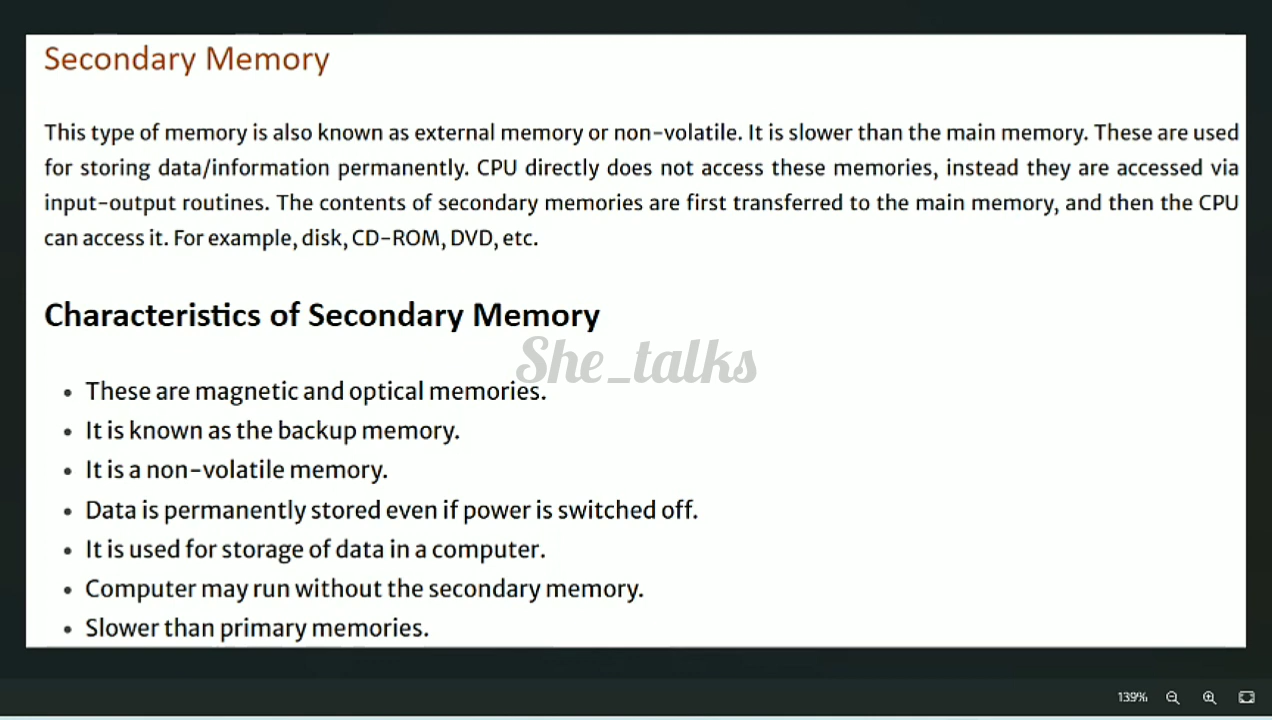 Secondary Memory
This type of memory is also known as external memory or non-volatile. It is slower than the main memory. These are used
for storing data/information permanently. CPU directly does not access these memories, instead they are accessed via
input-output routines. The contents of secondary memories are first transferred to the main memory, and then the CPU
can access it. For example, disk, CD-ROM, DVD, etc.
Characteristics of Secondary Memory
She_talks
• These are magnetic and optical memories.
• It is known as the backup memory.
• It is a non-volatile memory.
• Data is permanently stored even if power is switched off.
• It is used for storage of data in a computer.
• Computer may run without the secondary memory.
• Slower than primary memories.
139%